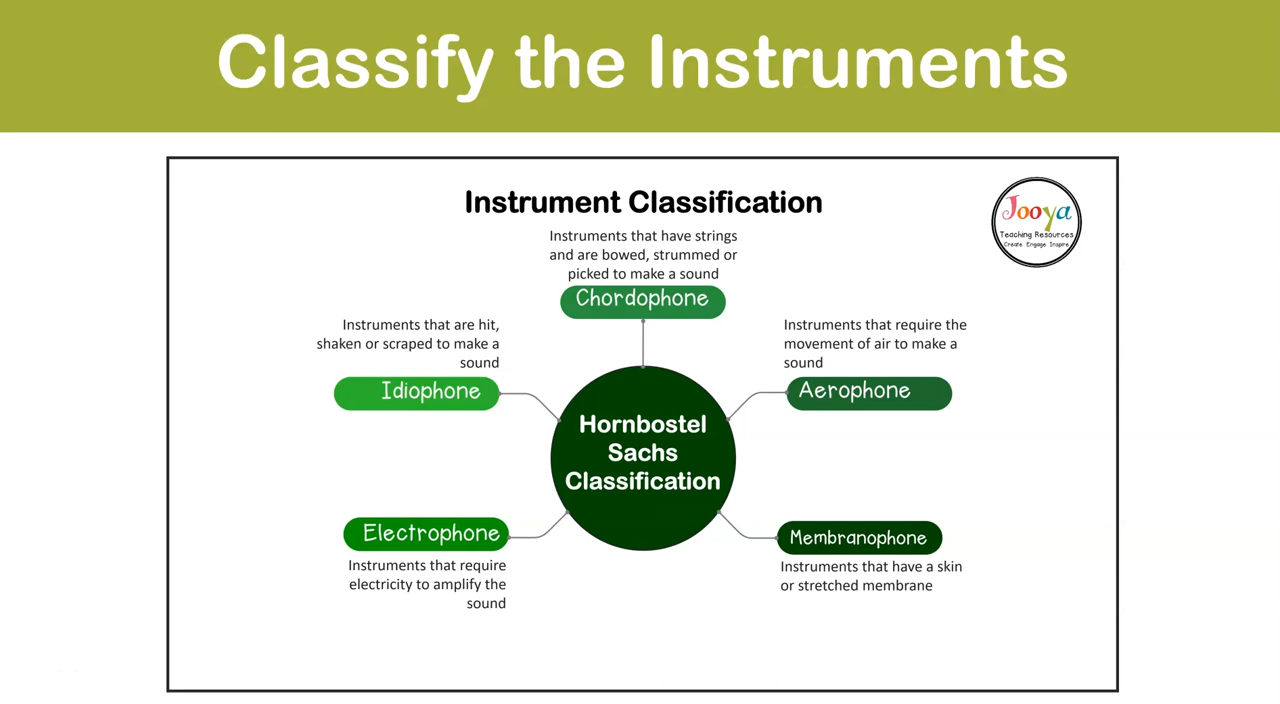 Classify the Instruments
Instrument Classification
Jooya
Teaching Resources
Create Engage Inspire
Instruments that have strings
and are bowed, strummed or
picked to make a sound
Chordophone
Instruments that are hit,
shaken or scraped to make a
sound
Idiophone
Instruments that require the
movement of air to make a
sound
Aerophone
Hornbostel
Sachs
Classification
Electrophone
Instruments that require
electricity to amplify the
sound
Membranophone
Instruments that have a skin
or stretched membrane